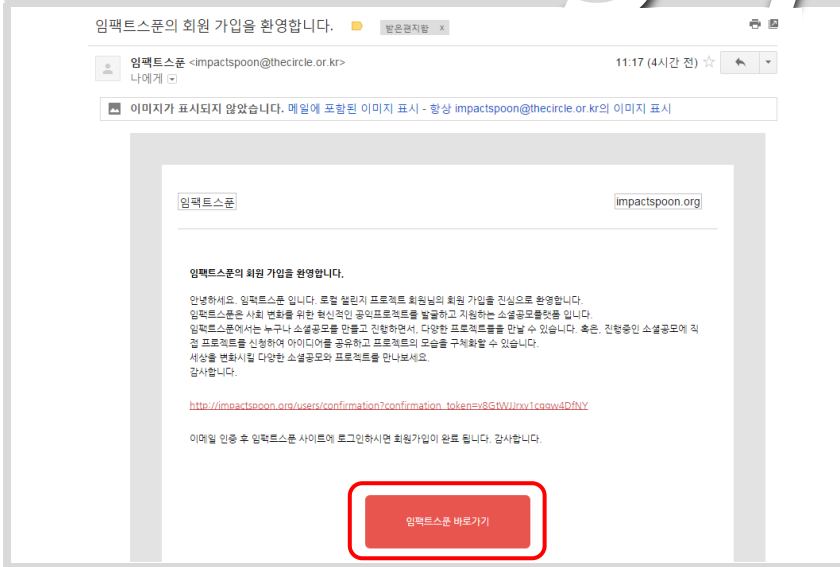 임팩트스푼의 회원 가입을 환영합니다.
받은편지함 x
임팩트스푼 <impactspoon@thecircle.or.kr>
11:17 (4시간 전)
나에게
이미지가 표시되지 않았습니다. 메일에 포함된 이미지 표시 - 항상 impactspoon@thecircle.or.kr의 이미지 표시
임팩트스푼
impactspoon.org
임팩트스푼의 회원 가입을 환영합니다.
안녕하세요. 임팩트스푼 입니다. 로컬 챌린지 프로젝트 회원님의 회원 가입을 진심으로 환영합니다.
임팩트스푼은 사회 변화를 위한 혁신적인 공익프로젝트를 발굴하고 지원하는 소셜공모플랫폼 입니다.
임팩트스푼에서는 누구나 소셜공모를 만들고 진행하면서, 다양한 프로젝트들을 만날 수 있습니다. 혹은, 진행중인 소셜공모에 직
접 프로젝트를 신청하여 아이디어를 공유하고 프로젝트의 모습을 구체화할 수 있습니다.
세상을 변화시킬 다양한 소셜공모와 프로젝트를 만나보세요.
감사합니다.
http://impactspoon.org/users/confirmation?confirmation_token=y8GtWJJrxy1cqqw4DfNY
이메일 인증 후 임팩트스푼 사이트에 로그인하시면 회원가입이 완료 됩니다. 감사합니다.
임팩트스푼 바로가기